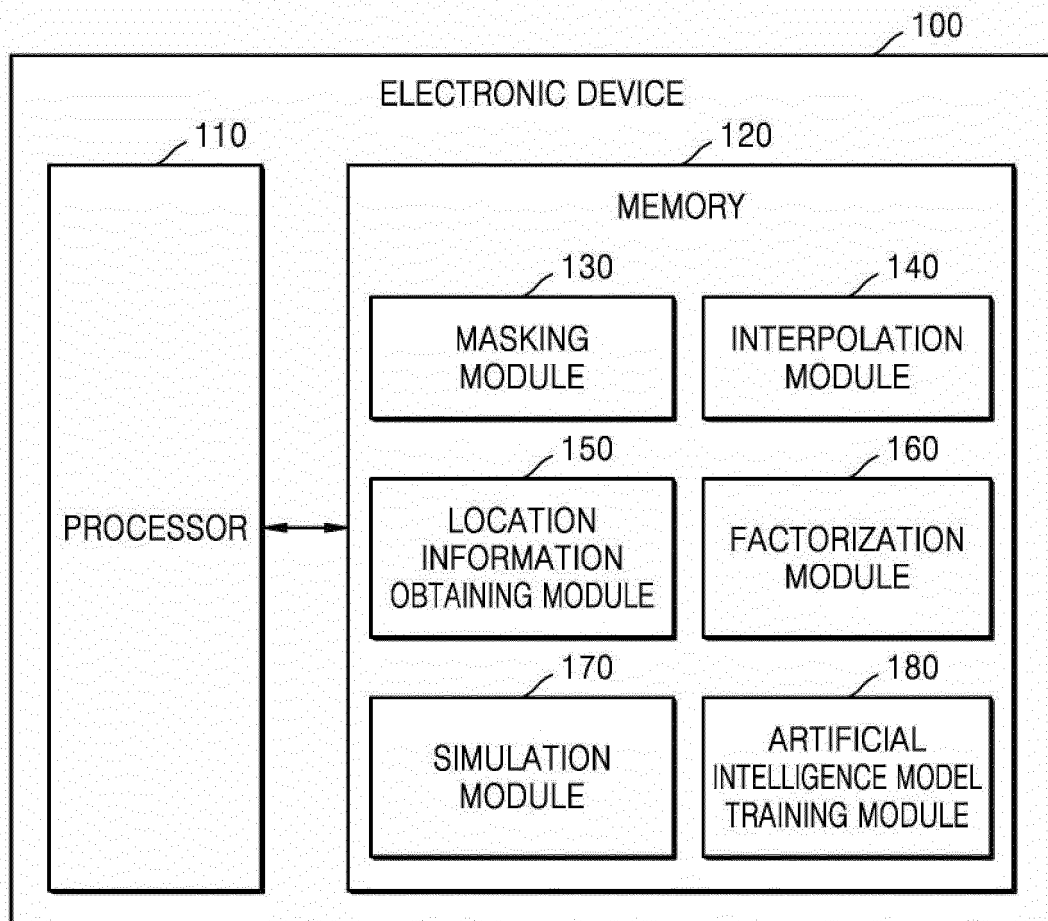 100
ELECTRONIC DEVICE
110
120
MEMORY
130
140
MASKING
MODULE
INTERPOLATION
MODULE
150
160
PROCESSOR
LOCATION
INFORMATION
OBTAINING MODULE
FACTORIZATION
MODULE
170
180
SIMULATION
MODULE
ARTIFICIAL
INTELLIGENCE MODEL
TRAINING MODULE